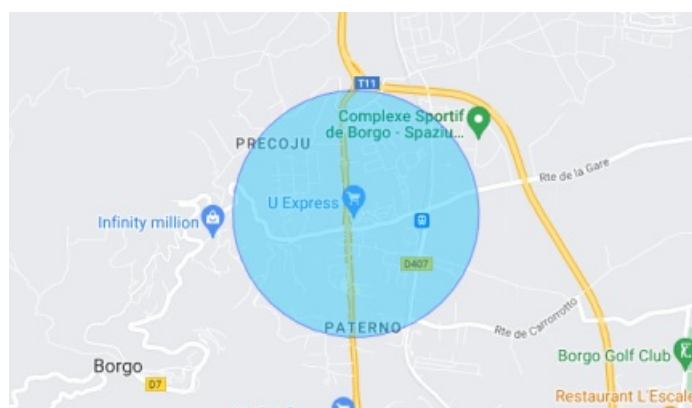 T11
Complexe Sportif
de Borgo - Spaziu...
PRECOJU
Rte de la Gare
U Express
Infinity million
D407
PATERNO
Rte de Carrorrotto
Borgo
D7
Borgo Golf Club
Restaurant L'Escale